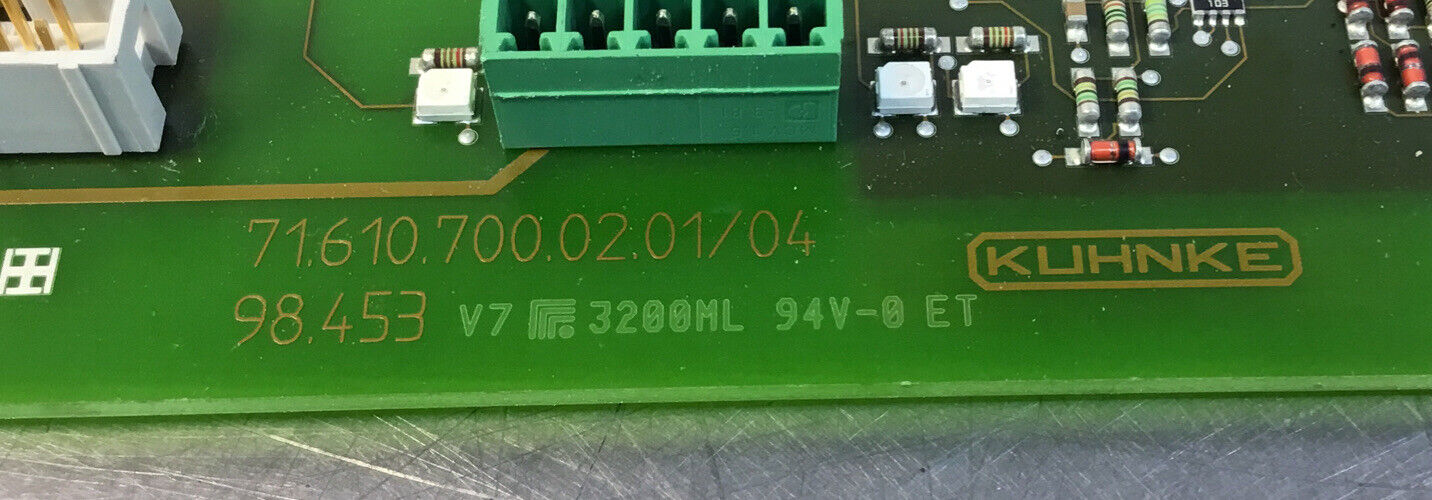 103
71.610.700.02.01/04
KUHNKE
98.453 V7 3200ML 94V-0 ET